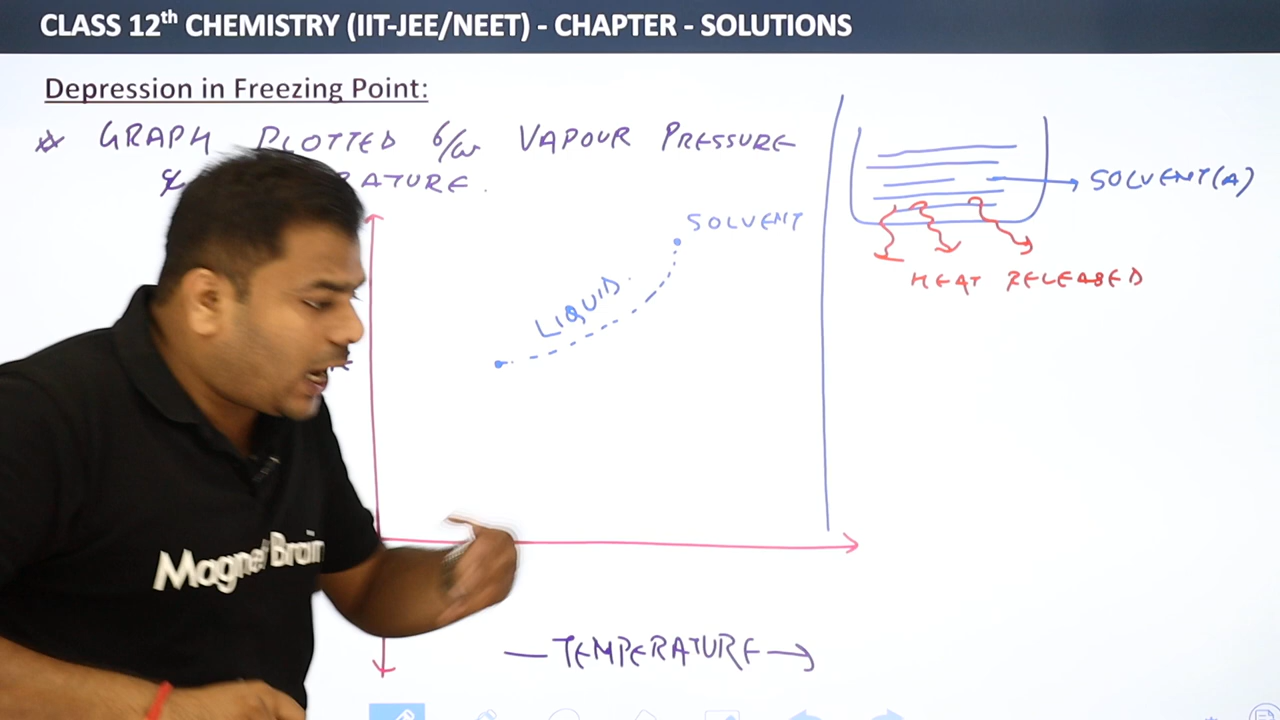 CLASS 12th CHEMISTRY (IIT-JEE/NEET) - CHAPTER - SOLUTIONS
Depression in Freezing Point:
GRAPH PLOTTED b/w VAPOUR PRESSURE
& RATURE.
SOLVENT
LIQUID.
SOLVENT(A)
HEAT RELEASED
Magnet Brain
TEMPERATURE